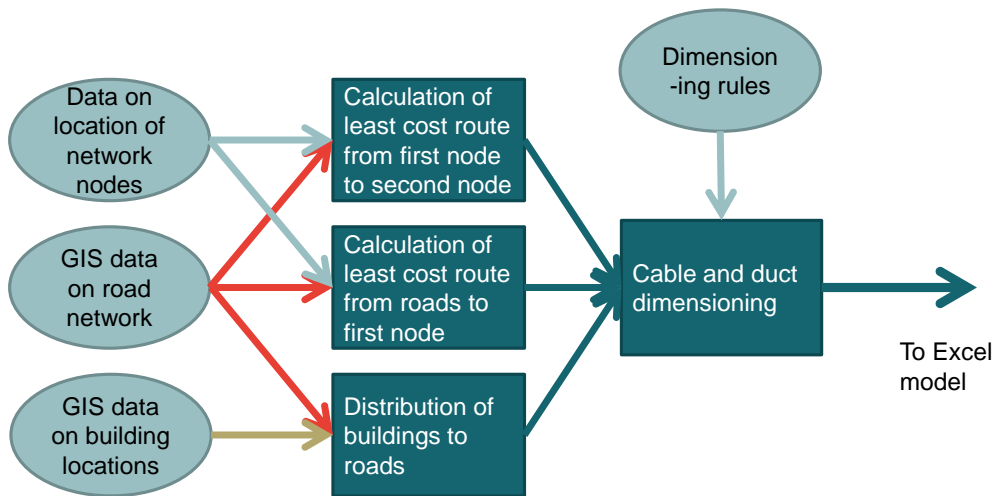 Data on
location of
network
nodes
GIS data
on road
network
GIS data
on building
locations
Calculation of
least cost route
from first node
to second node
Calculation of
least cost route
from roads to
first node
Distribution of
buildings to
roads
Dimension
-ing rules
Cable and duct
dimensioning
To Excel
model